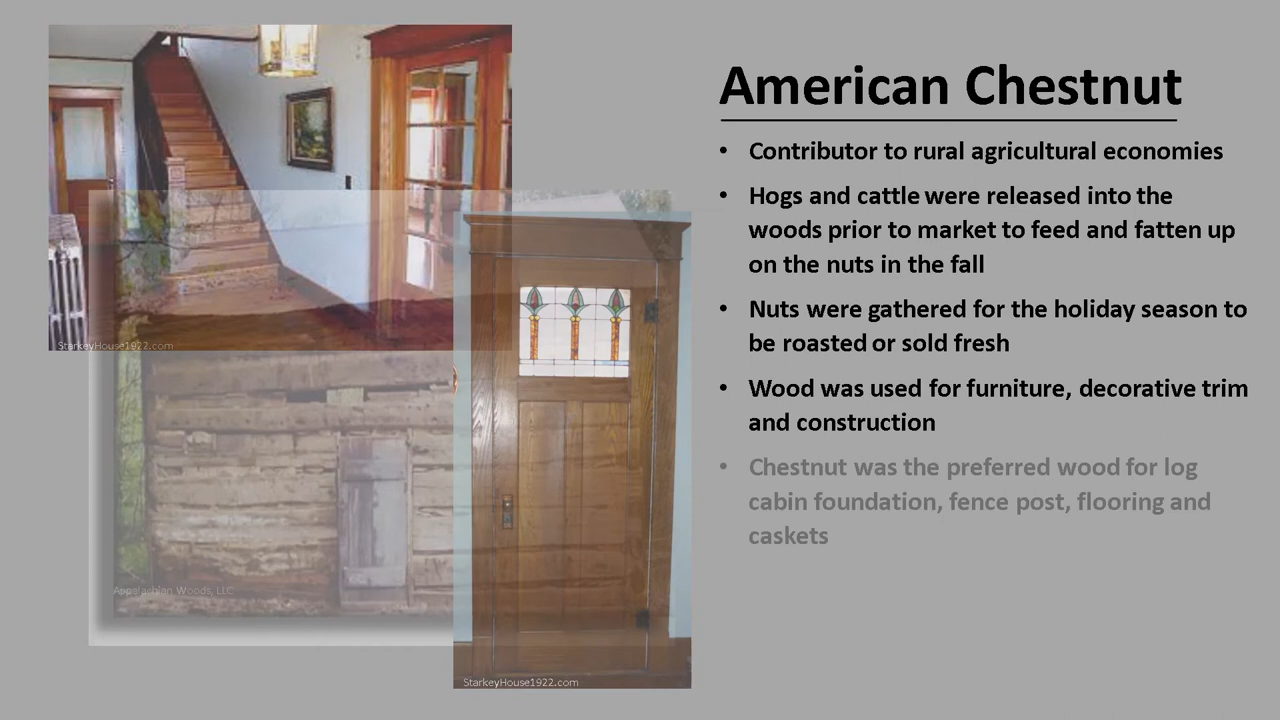 American Chestnut
• Contributor to rural agricultural economies
• Hogs and cattle were released into the
woods prior to market to feed and fatten up
on the nuts in the fall
• Nuts were gathered for the holiday season to
be roasted or sold fresh
• Wood was used for furniture, decorative trim
and construction
• Chestnut was the preferred wood for log
cabin foundation, fence post, flooring and
caskets
StarkeyHouse1922.com
Appalachian Woods, LLC
StarkeyHouse1922.com